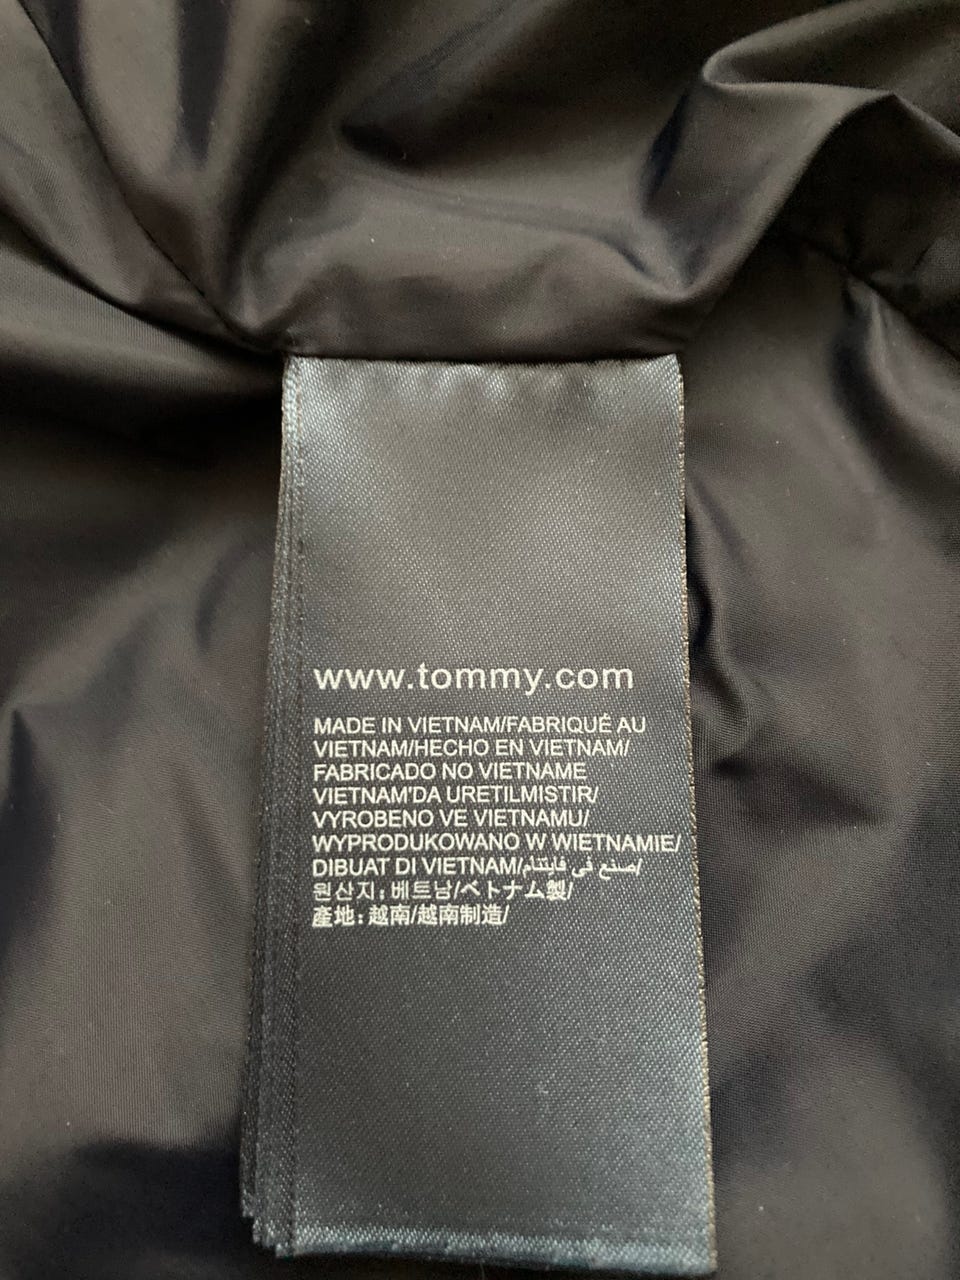 www.tommy.com
MADE IN VIETNAM/FABRIQUÉ AU
VIETNAM/HECHO EN VIETNAM/
FABRICADO NO VIETNAME
VIETNAM'DA URETILMISTIR/
VYROBENO VE VIETNAMU/
WYPRODUKOWANO W WIETNAMIE/
DIBUAT DI VIETNAM/صنع في فايتنام/
원산지: 베트남/ベトナム製/
產地: 越南/越南制造/